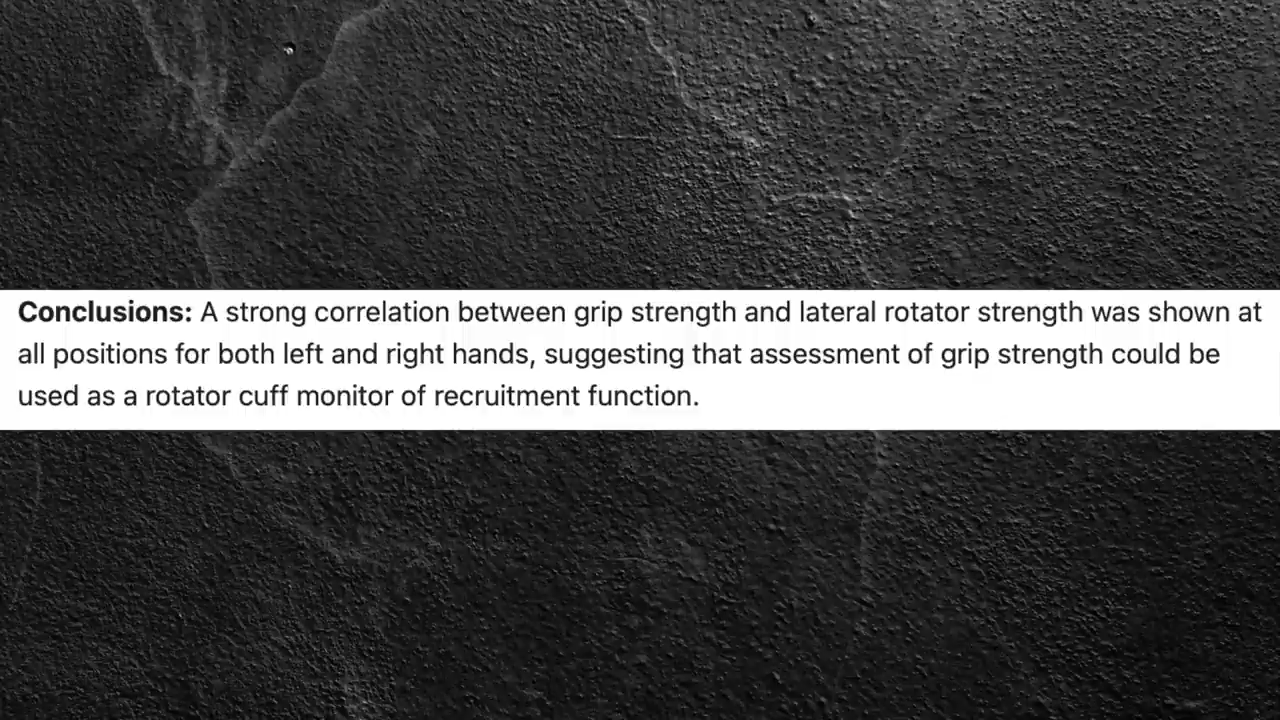 Conclusions: A strong correlation between grip strength and lateral rotator strength was shown at
all positions for both left and right hands, suggesting that assessment of grip strength could be
used as a rotator cuff monitor of recruitment function.